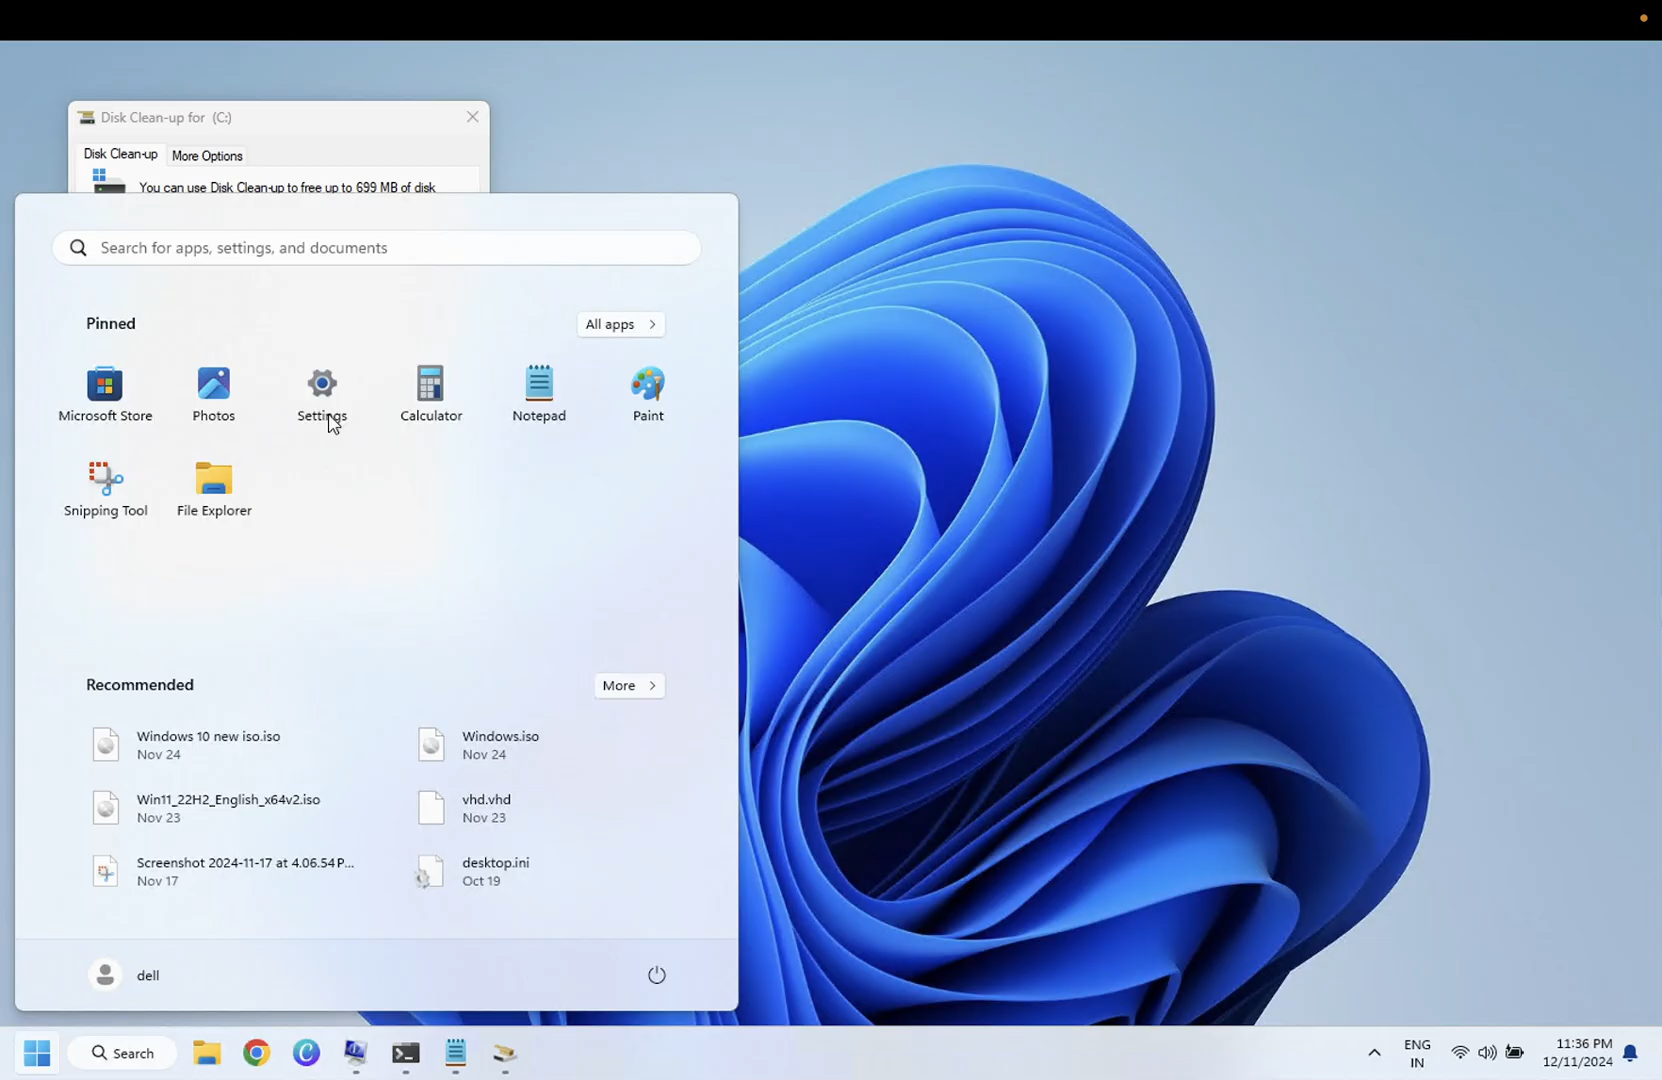 Disk Clean-up for (C:)
Disk Clean-up
More Options
You can use Disk Clean-up to free up to 699 MB of disk
Search for apps, settings, and documents
Pinned
All apps
Microsoft Store
Photos
Settings
Calculator
Notepad
Paint
Snipping Tool
File Explorer
Recommended
More
Windows 10 new iso.iso
Nov 24
Windows.iso
Nov 24
Win11_22H2_English_x64v2.iso
Nov 23
vhd.vhd
Nov 23
Screenshot 2024-11-17 at 4.06.54 P...
Nov 17
desktop.ini
Oct 19
dell
Search
ENG
IN
11:36 PM
12/11/2024